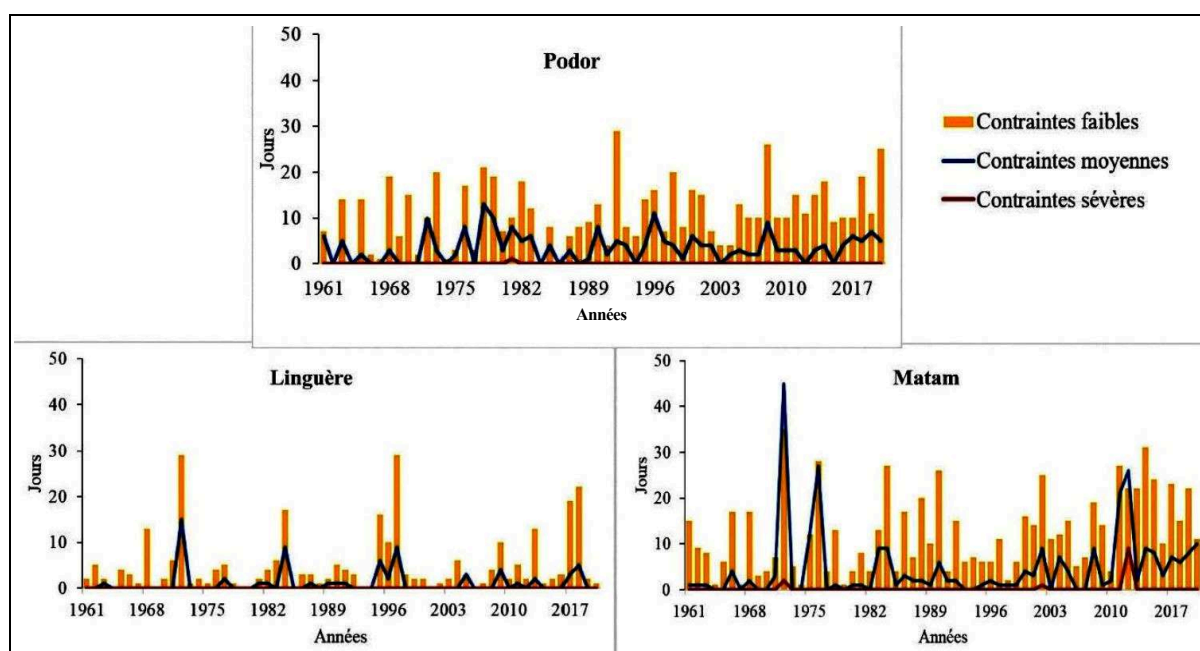 Podor
50
40
30
20
10
0
Jours
1961 1968 1975 1982 1989 1996 2003 2010 2017
Années
Contraintes faibles
Contraintes moyennes
Contraintes sévères
Linguère
50
40
30
20
10
0
Jours
1961 1968 1975 1982 1989 1996 2003 2010 2017
Années
Matam
50
40
30
20
10
0
Jours
1961 1968 1975 1982 1989 1996 2003 2010 2017
Années